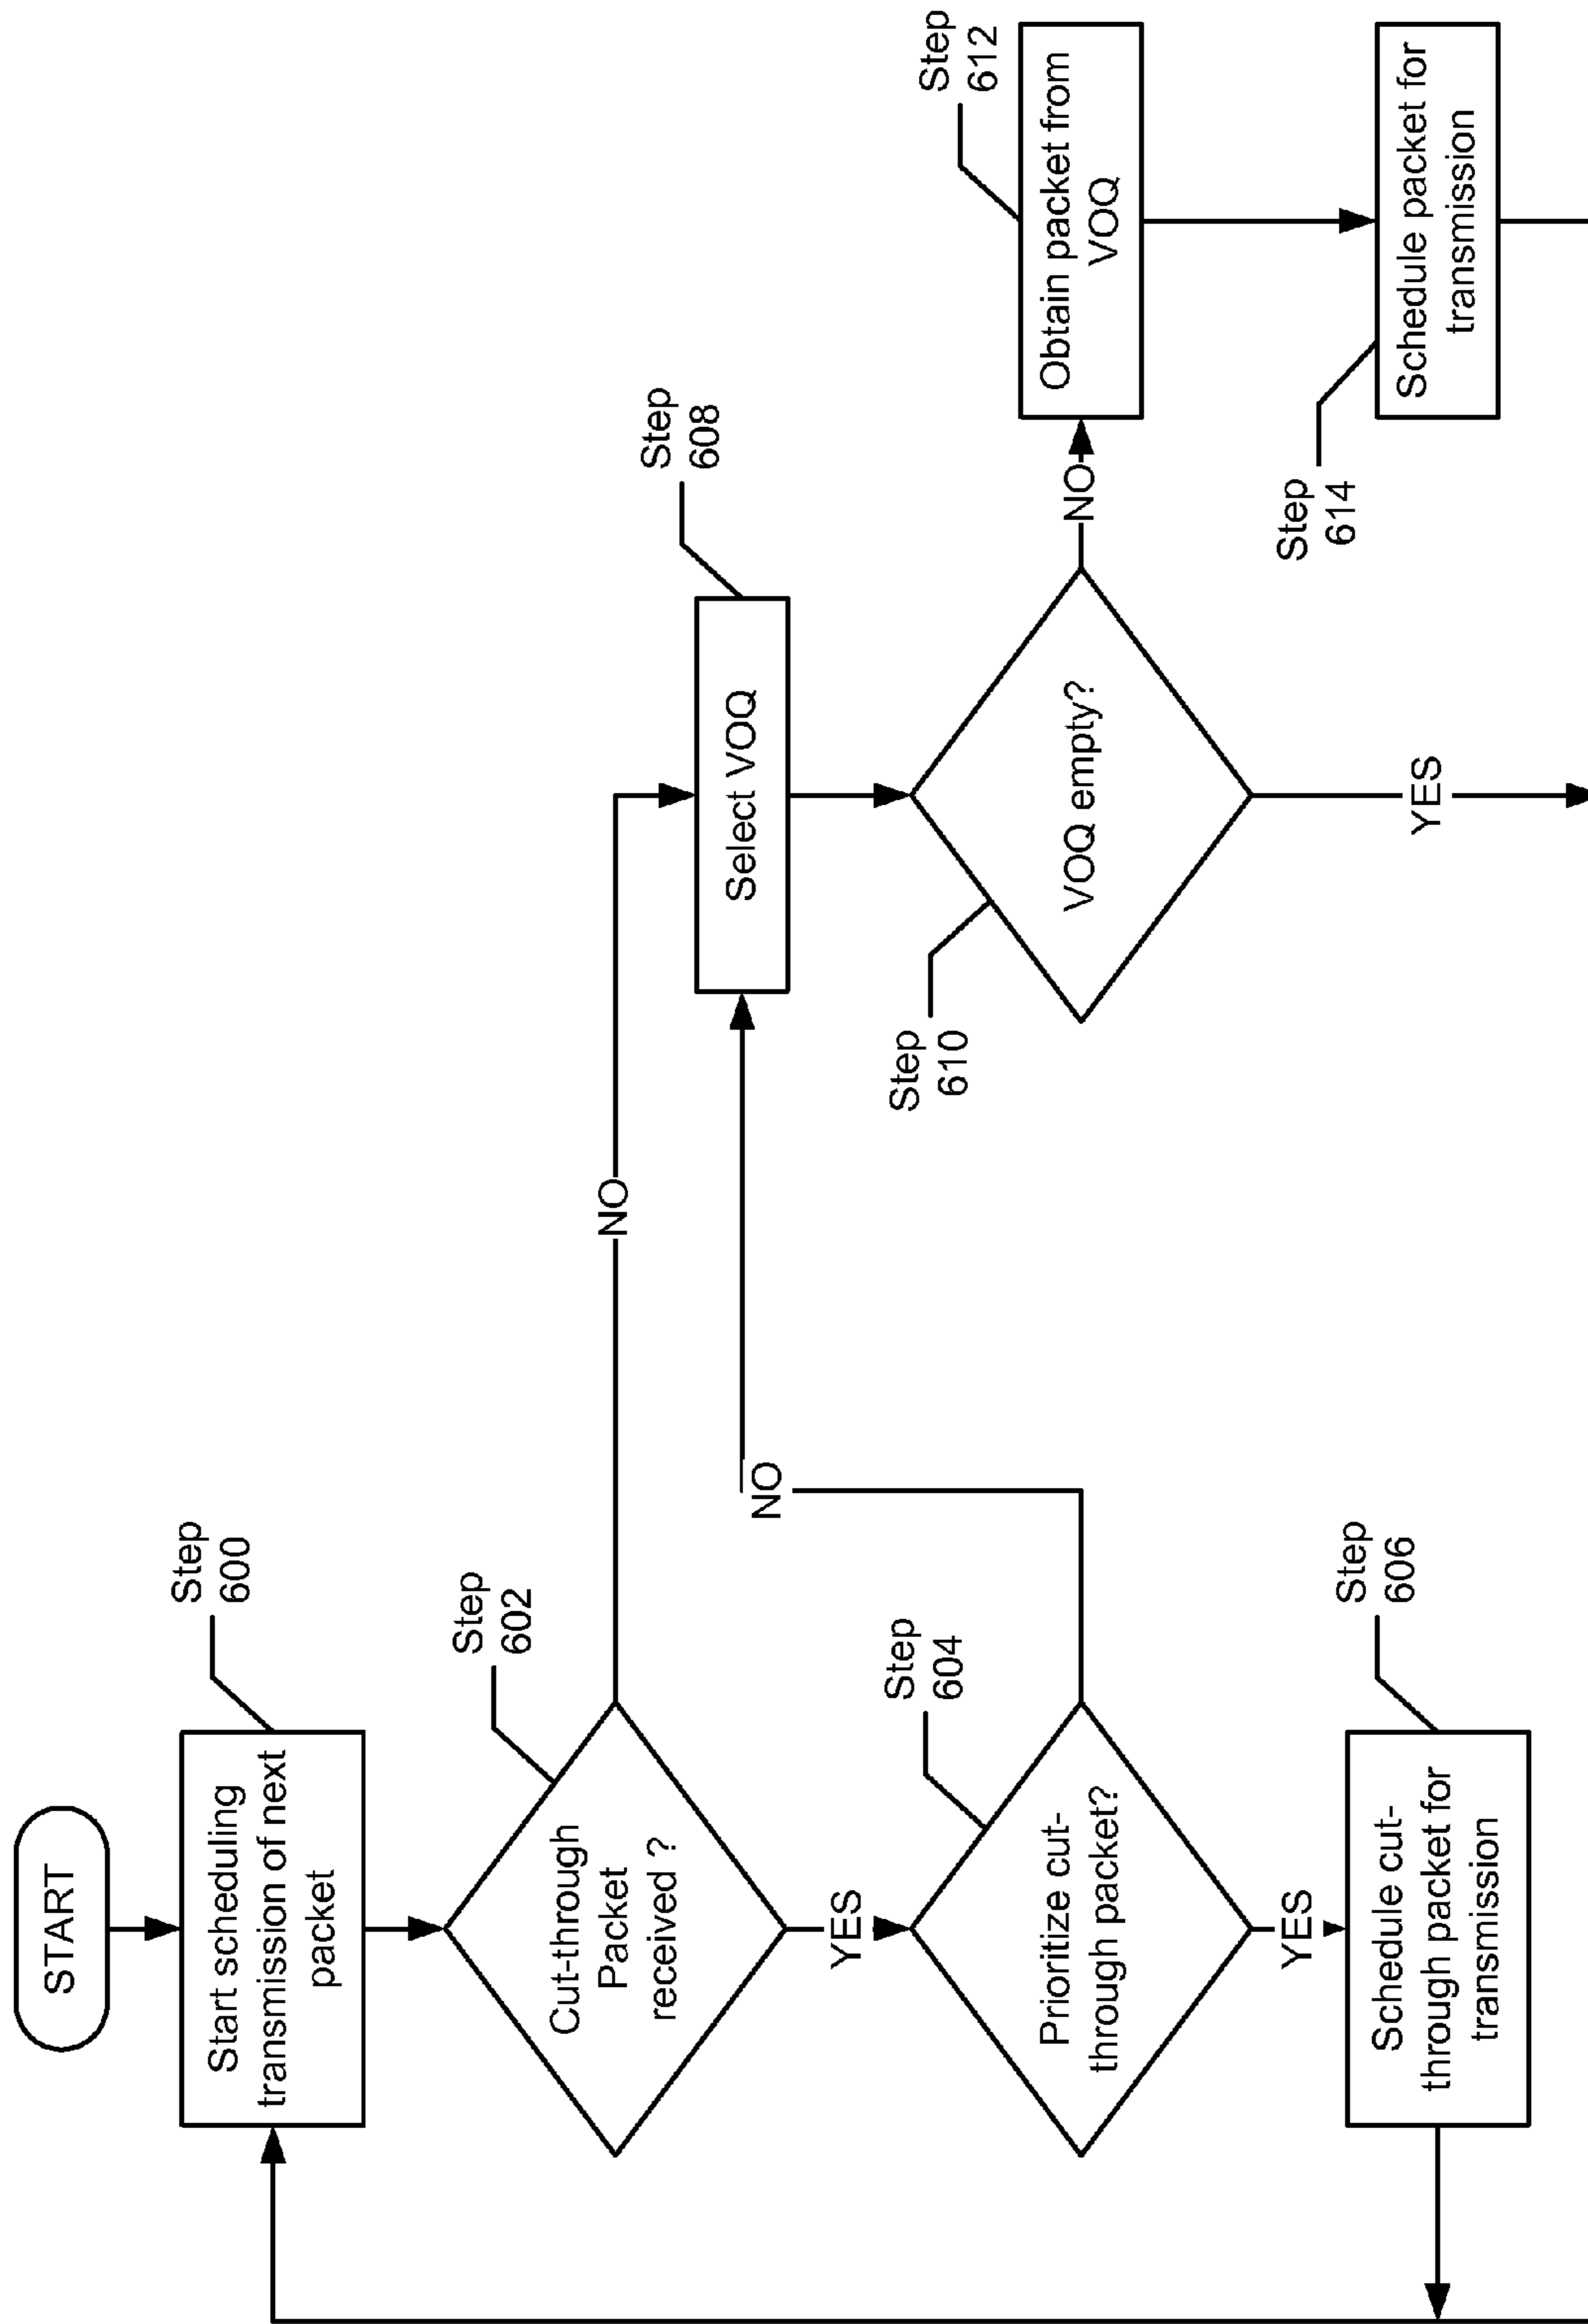 START
Start scheduling
transmission of next
packet
Step
600
Cut-through
Packet
received ?
Step
602
NO
YES
Prioritize cut-
through packet?
Step
604
NO
YES
Schedule cut-
through packet for
transmission
Step
606
Select VOQ
Step
608
VOQ empty?
Step
610
NO
YES
Obtain packet from
VOQ
Step
612
Schedule packet for
transmission
Step
614